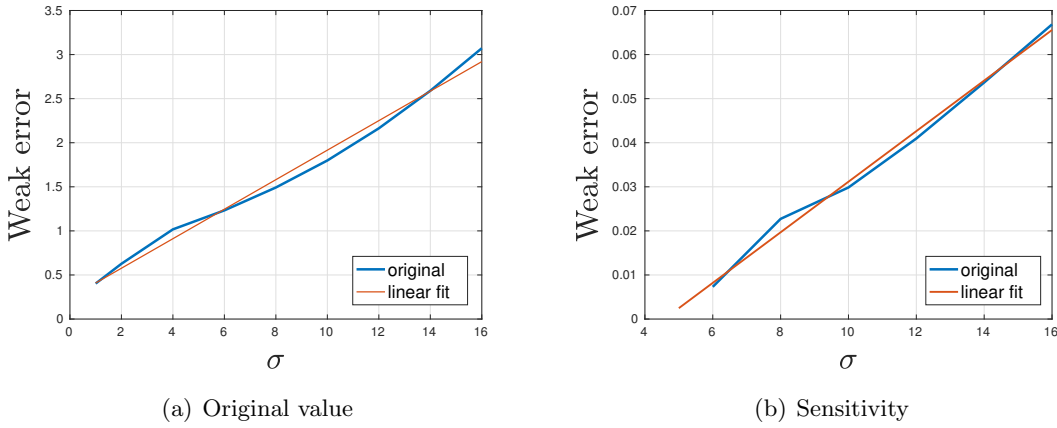 3.5
3
2.5
2
1.5
1
0.5
0
Weak error
0 2 4 6 8 10 12 14 16
σ
original
linear fit
(a) Original value
0.07
0.06
0.05
0.04
0.03
0.02
0.01
0
Weak error
4 6 8 10 12 14 16
σ
original
linear fit
(b) Sensitivity